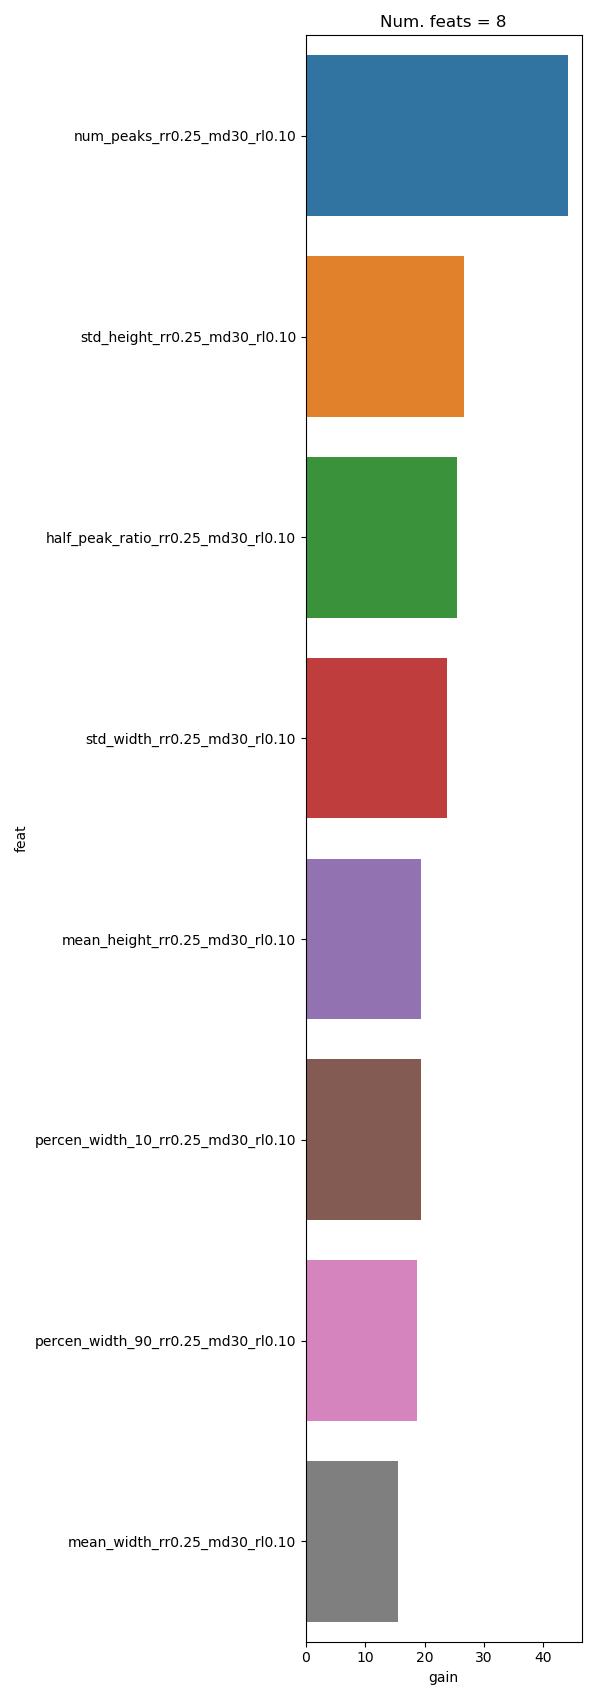 Num. feats = 8
num_peaks_rr0.25_md30_rl0.10
std_height_rr0.25_md30_rl0.10
half_peak_ratio_rr0.25_md30_rl0.10
std_width_rr0.25_md30_rl0.10
feat
mean_height_rr0.25_md30_rl0.10
percen_width_10_rr0.25_md30_rl0.10
percen_width_90_rr0.25_md30_rl0.10
mean_width_rr0.25_md30_rl0.10
0 10 20 30 40
gain